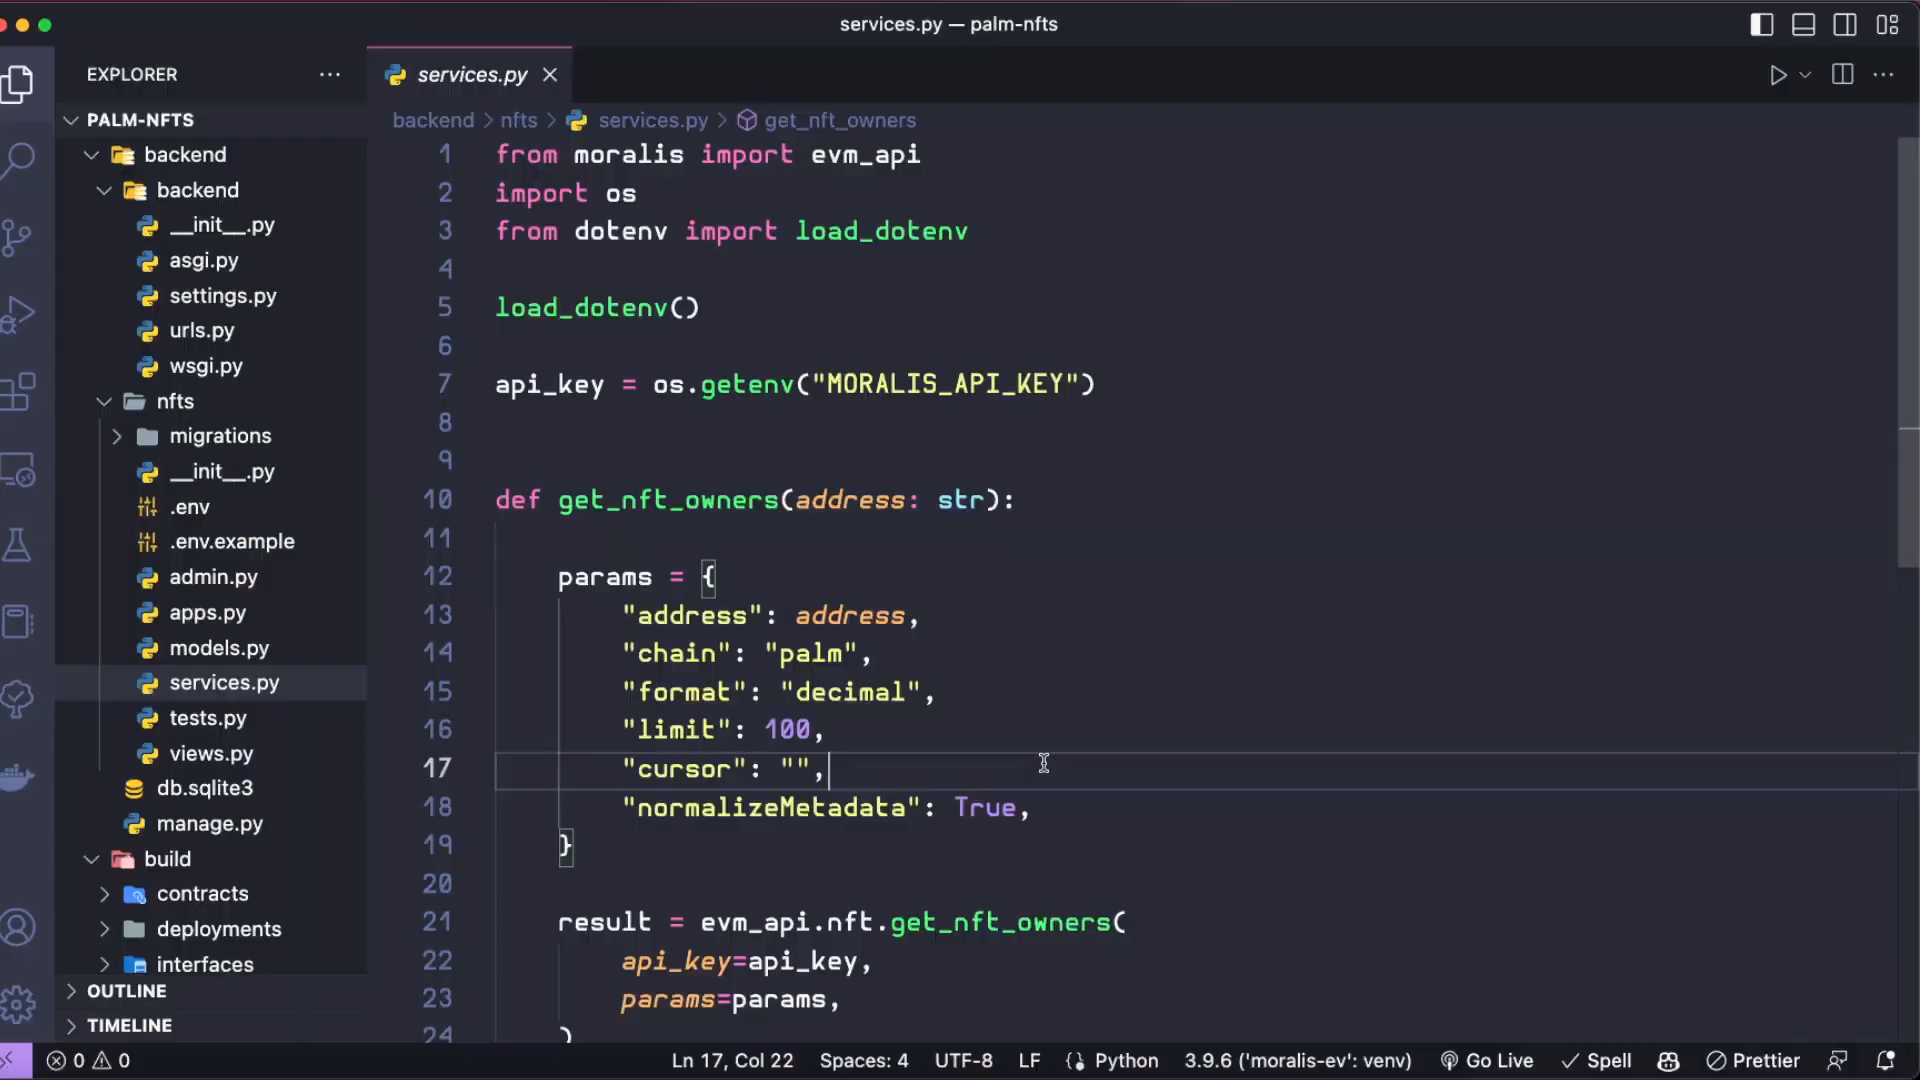 services.py — palm-nfts
EXPLORER
services.py
PALM-NFTS
backend
backend
__init__.py
asgi.py
settings.py
urls.py
wsgi.py
nfts
migrations
__init__.py
.env
.env.example
admin.py
apps.py
models.py
services.py
tests.py
views.py
db.sqlite3
manage.py
build
contracts
deployments
interfaces
OUTLINE
TIMELINE
backend > nfts > services.py > get_nft_owners
1 from moralis import evm_api
2 import os
3 from dotenv import load_dotenv
4
5 load_dotenv()
6
7 api_key = os.getenv("MORALIS_API_KEY")
8
9
10 def get_nft_owners(address: str):
11
12 params = {
13 "address": address,
14 "chain": "palm",
15 "format": "decimal",
16 "limit": 100,
17 "cursor": "",
18 "normalizeMetadata": True,
19 }
20
21 result = evm_api.nft.get_nft_owners(
22 api_key=api_key,
23 params=params,
24 )
0 0 Ln 17, Col 22 Spaces: 4 UTF-8 LF Python 3.9.6 ('moralis-ev': venv) Go Live Spell Prettier